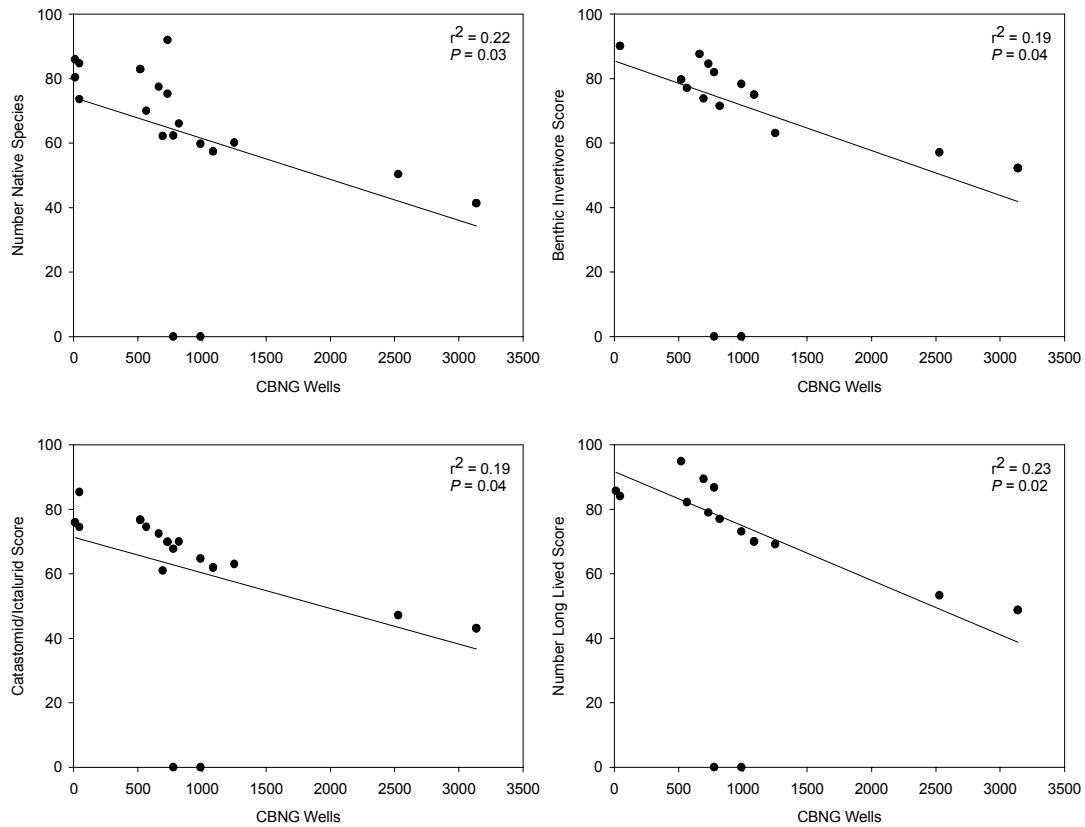 r2 = 0.22
P = 0.03
100
80
60
40
20
0
Number Native Species
0 500 1000 1500 2000 2500 3000 3500
CBNG Wells
r2 = 0.19
P = 0.04
100
80
60
40
20
0
Benthic Invertivore Score
0 500 1000 1500 2000 2500 3000 3500
CBNG Wells
r2 = 0.19
P = 0.04
100
80
60
40
20
0
Catastomid/Ictalurid Score
0 500 1000 1500 2000 2500 3000 3500
CBNG Wells
r2 = 0.23
P = 0.02
100
80
60
40
20
0
Number Long Lived Score
0 500 1000 1500 2000 2500 3000 3500
CBNG Wells